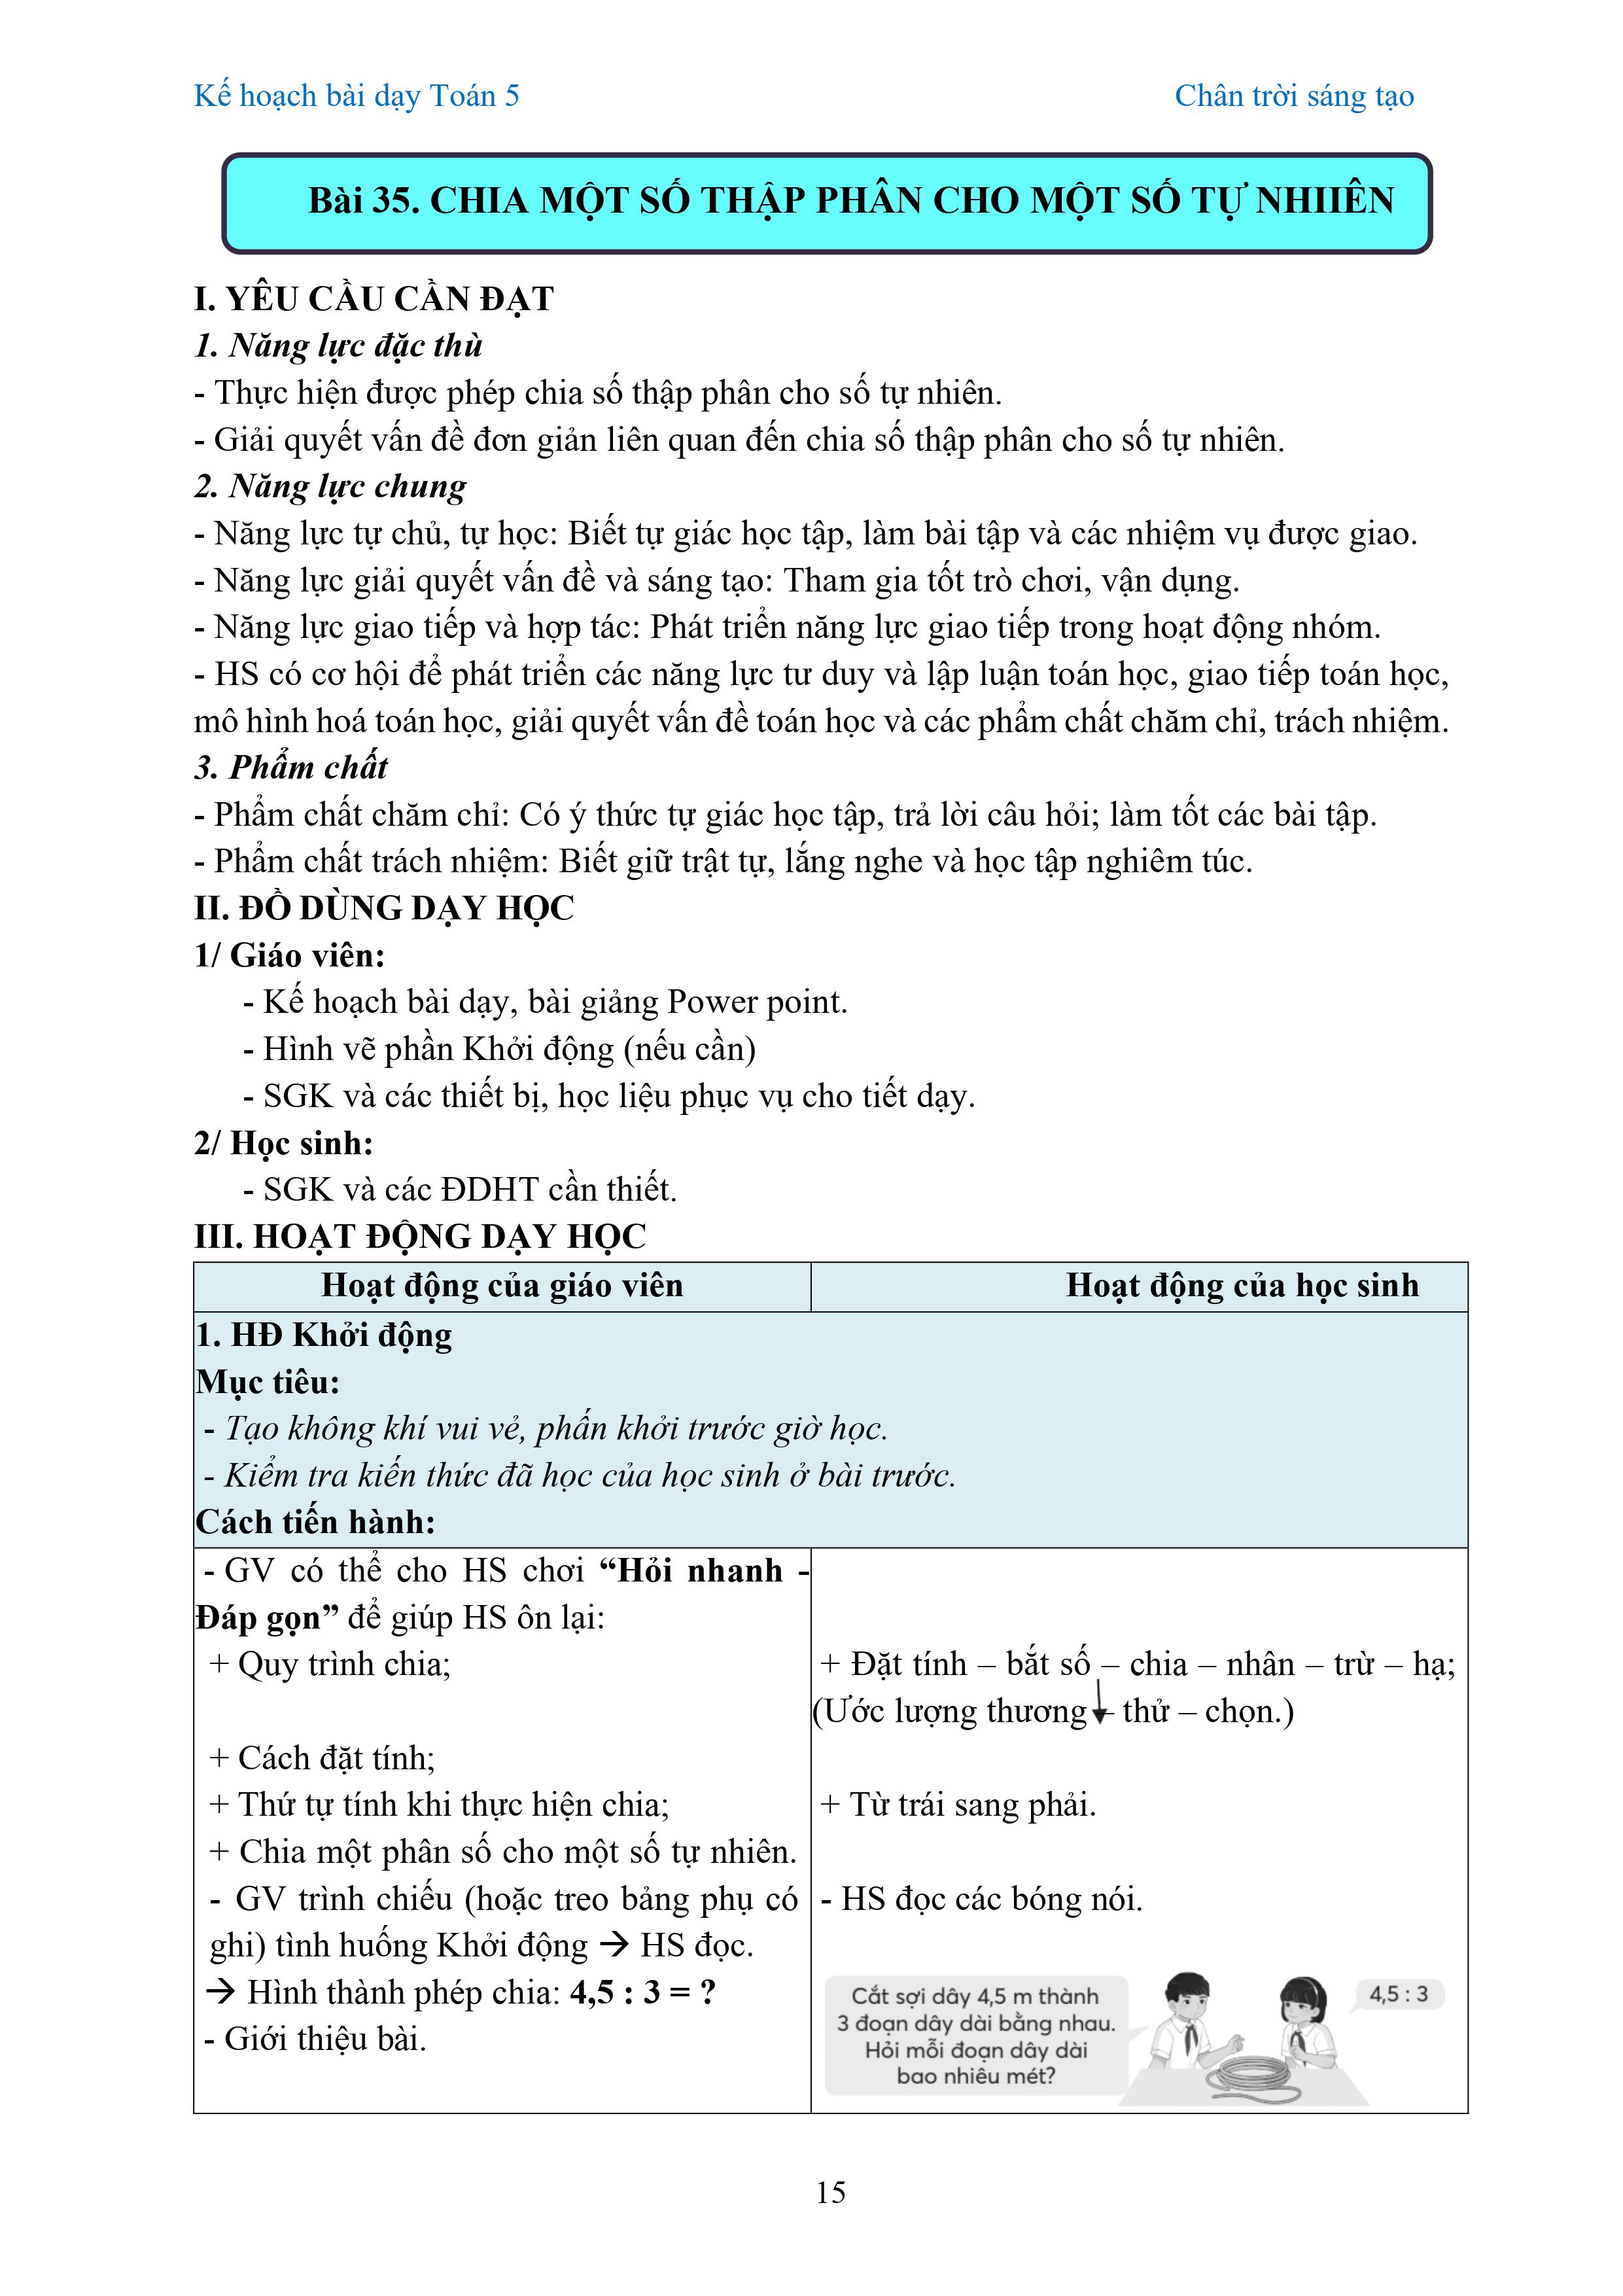 Kế hoạch bài dạy Toán 5 Chân trời sáng tạo
Bài 35. CHIA MỘT SỐ THẬP PHÂN CHO MỘT SỐ TỰ NHIIÊN
I. YÊU CẦU CẦN ĐẠT
1. Năng lực đặc thù
- Thực hiện được phép chia số thập phân cho số tự nhiên.
- Giải quyết vấn đề đơn giản liên quan đến chia số thập phân cho số tự nhiên.
2. Năng lực chung
- Năng lực tự chủ, tự học: Biết tự giác học tập, làm bài tập và các nhiệm vụ được giao.
- Năng lực giải quyết vấn đề và sáng tạo: Tham gia tốt trò chơi, vận dụng.
- Năng lực giao tiếp và hợp tác: Phát triển năng lực giao tiếp trong hoạt động nhóm.
- HS có cơ hội để phát triển các năng lực tư duy và lập luận toán học, giao tiếp toán học,
mô hình hoá toán học, giải quyết vấn đề toán học và các phẩm chất chăm chỉ, trách nhiệm.
3. Phẩm chất
- Phẩm chất chăm chỉ: Có ý thức tự giác học tập, trả lời câu hỏi; làm tốt các bài tập.
- Phẩm chất trách nhiệm: Biết giữ trật tự, lắng nghe và học tập nghiêm túc.
II. ĐỒ DÙNG DẠY HỌC
1/ Giáo viên:
- Kế hoạch bài dạy, bài giảng Power point.
- Hình vẽ phần Khởi động (nếu cần)
- SGK và các thiết bị, học liệu phục vụ cho tiết dạy.
2/ Học sinh:
- SGK và các ĐDHT cần thiết.
III. HOẠT ĐỘNG DẠY HỌC
Hoạt động của giáo viên Hoạt động của học sinh
1. HĐ Khởi động
Mục tiêu:
- Tạo không khí vui vẻ, phấn khởi trước giờ học.
- Kiểm tra kiến thức đã học của học sinh ở bài trước.
Cách tiến hành:
- GV có thể cho HS chơi “Hỏi nhanh -
Đáp gọn” để giúp HS ôn lại:
+ Quy trình chia;
+ Cách đặt tính;
+ Thứ tự tính khi thực hiện chia;
+ Chia một phân số cho một số tự nhiên.
- GV trình chiếu (hoặc treo bảng phụ có
ghi) tình huống Khởi động → HS đọc.
→ Hình thành phép chia: 4,5 : 3 = ?
- Giới thiệu bài.
+ Đặt tính – bắt số – chia – nhân – trừ – hạ;
(Ước lượng thương – thử – chọn.)
+ Từ trái sang phải.
- HS đọc các bóng nói.
Cắt sợi dây 4,5 m thành
3 đoạn dây dài bằng nhau.
Hỏi mỗi đoạn dây dài
bao nhiêu mét?
4,5 : 3
15